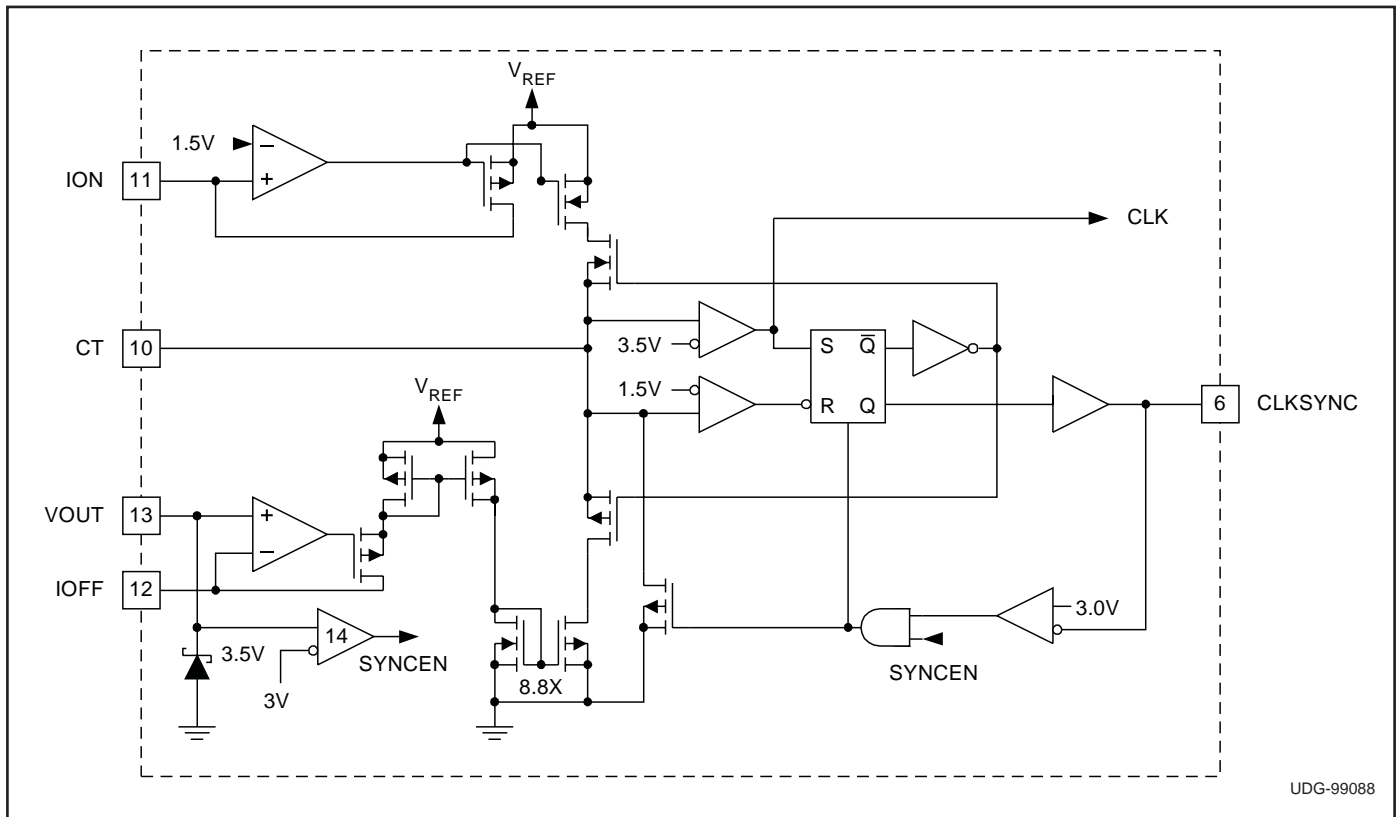 VREF
1.5V
−
+
ION
11
CLK
CT
10
3.5V
S
Q̅
1.5V
R
Q
6
CLKSYNC
VREF
VOUT
13
+
−
IOFF
12
3.0V
14
3.5V
SYNCEN
SYNCEN
3V
8.8X
UDG-99088